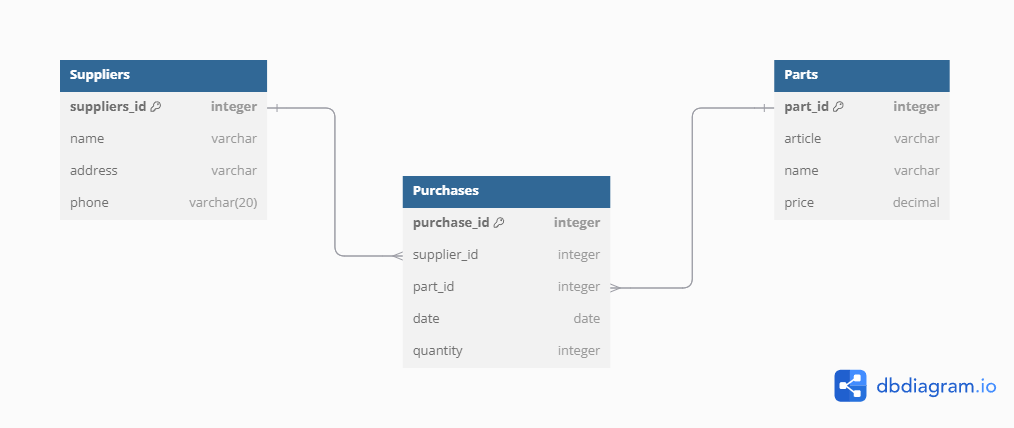 Suppliers
suppliers_id integer
name varchar
address varchar
phone varchar(20)
Purchases
purchase_id integer
supplier_id integer
part_id integer
date date
quantity integer
Parts
part_id integer
article varchar
name varchar
price decimal
dbdiagram.io